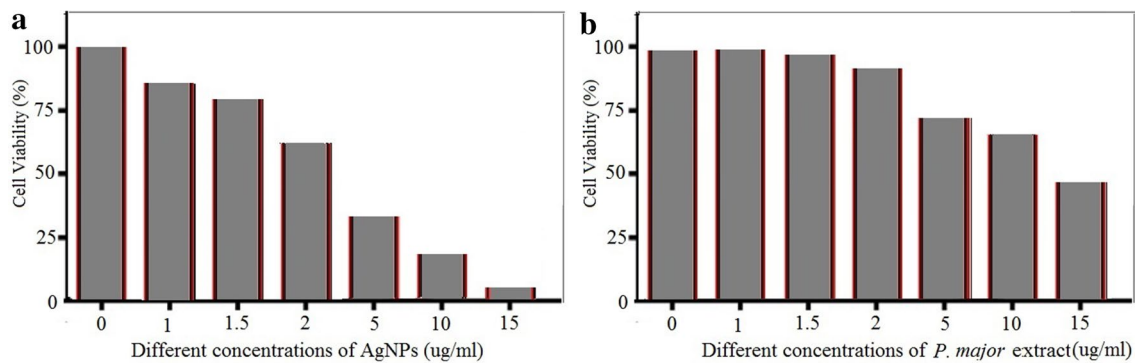 a
100
75
50
25
0
Cell Viability (%)
0 1 1.5 2 5 10 15
Different concentrations of AgNPs (ug/ml)
b
100
75
50
25
0
Cell Viability (%)
0 1 1.5 2 5 10 15
Different concentrations of P. major extract(ug/ml)